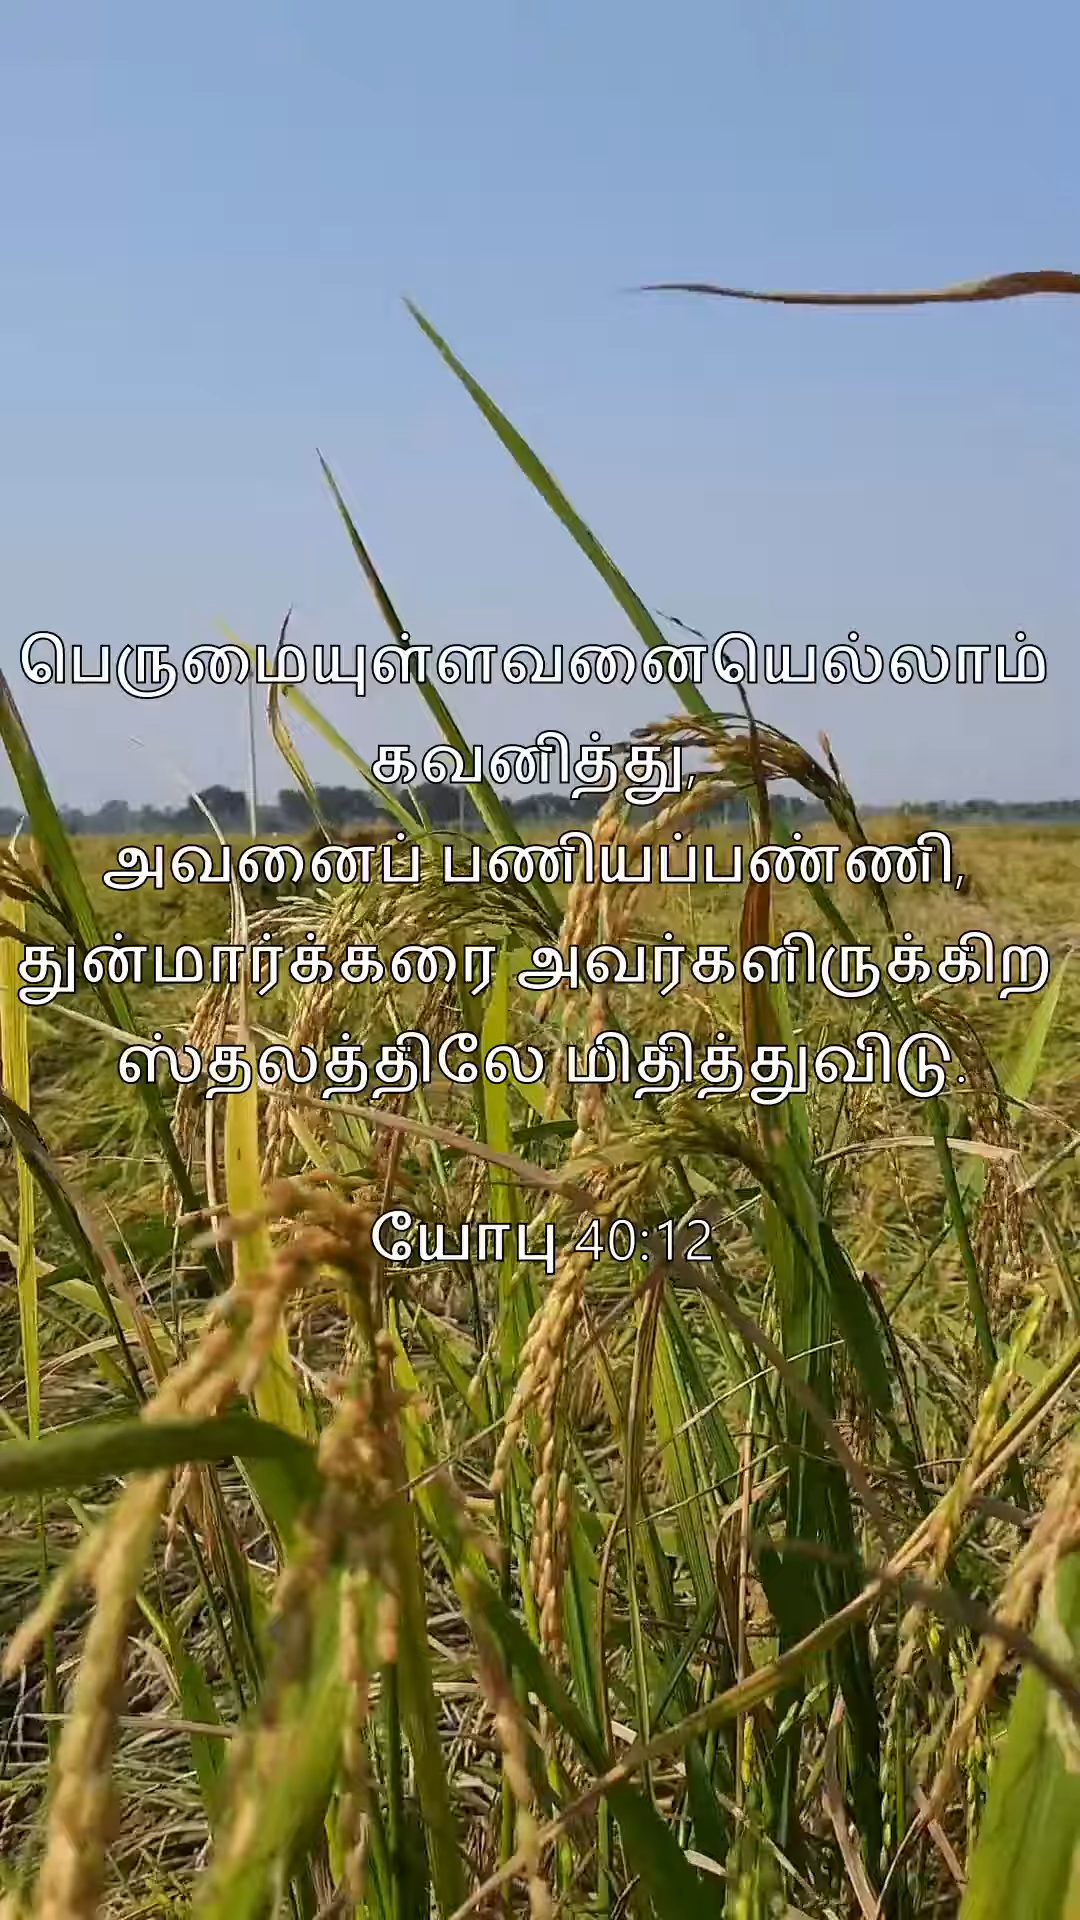 பெருமையுள்ளவனையெல்லாம்
கவனித்து,
அவனைப் பணியப்பண்ணி,
துன்மார்க்கரை அவர்களிருக்கிற
ஸ்தலத்திலே மிதித்துவிடு.
யோபு 40:12